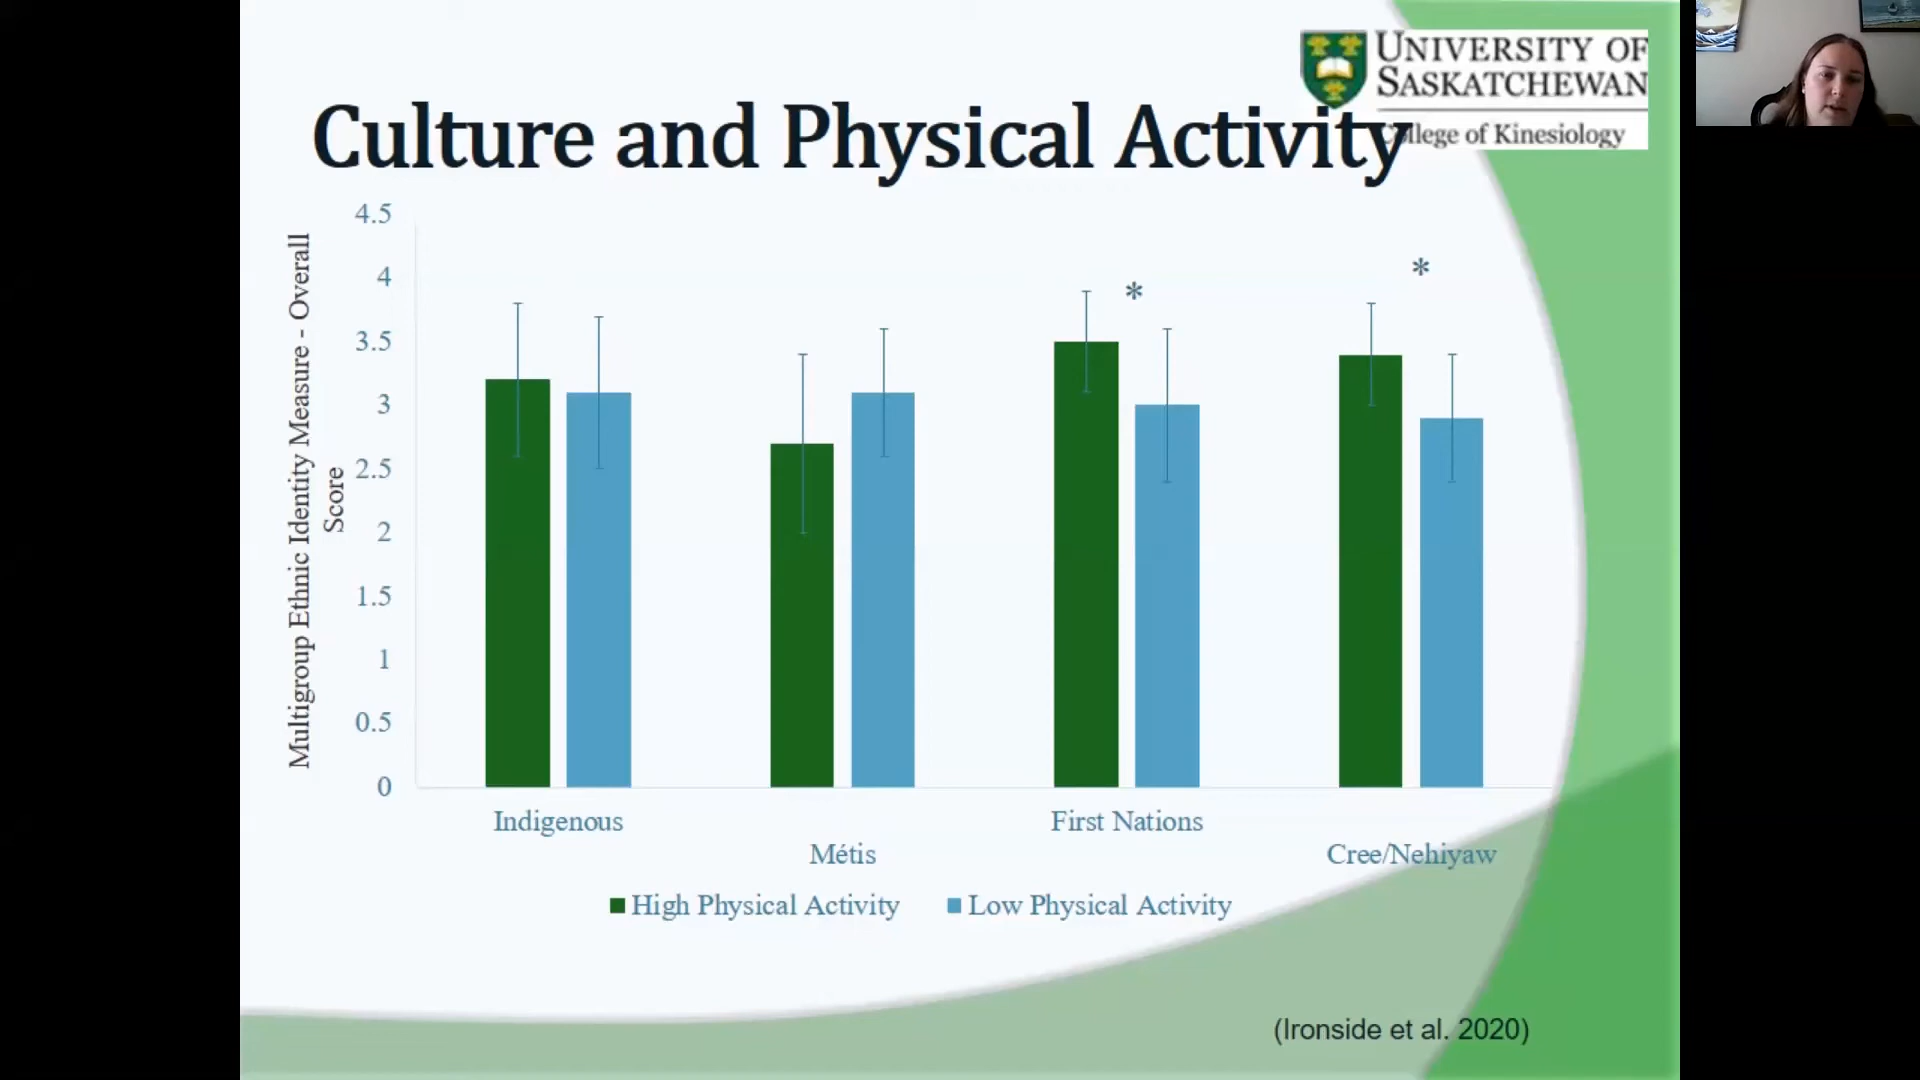 UNIVERSITY OF
SASKATCHEWAN
College of Kinesiology
Culture and Physical Activity
Multigroup Ethnic Identity Measure - Overall
Score
4.5
4
3.5
3
2.5
2
1.5
1
0.5
0
*
*
Indigenous
Métis
First Nations
Cree/Nehiyaw
High Physical Activity
Low Physical Activity
(Ironside et al. 2020)